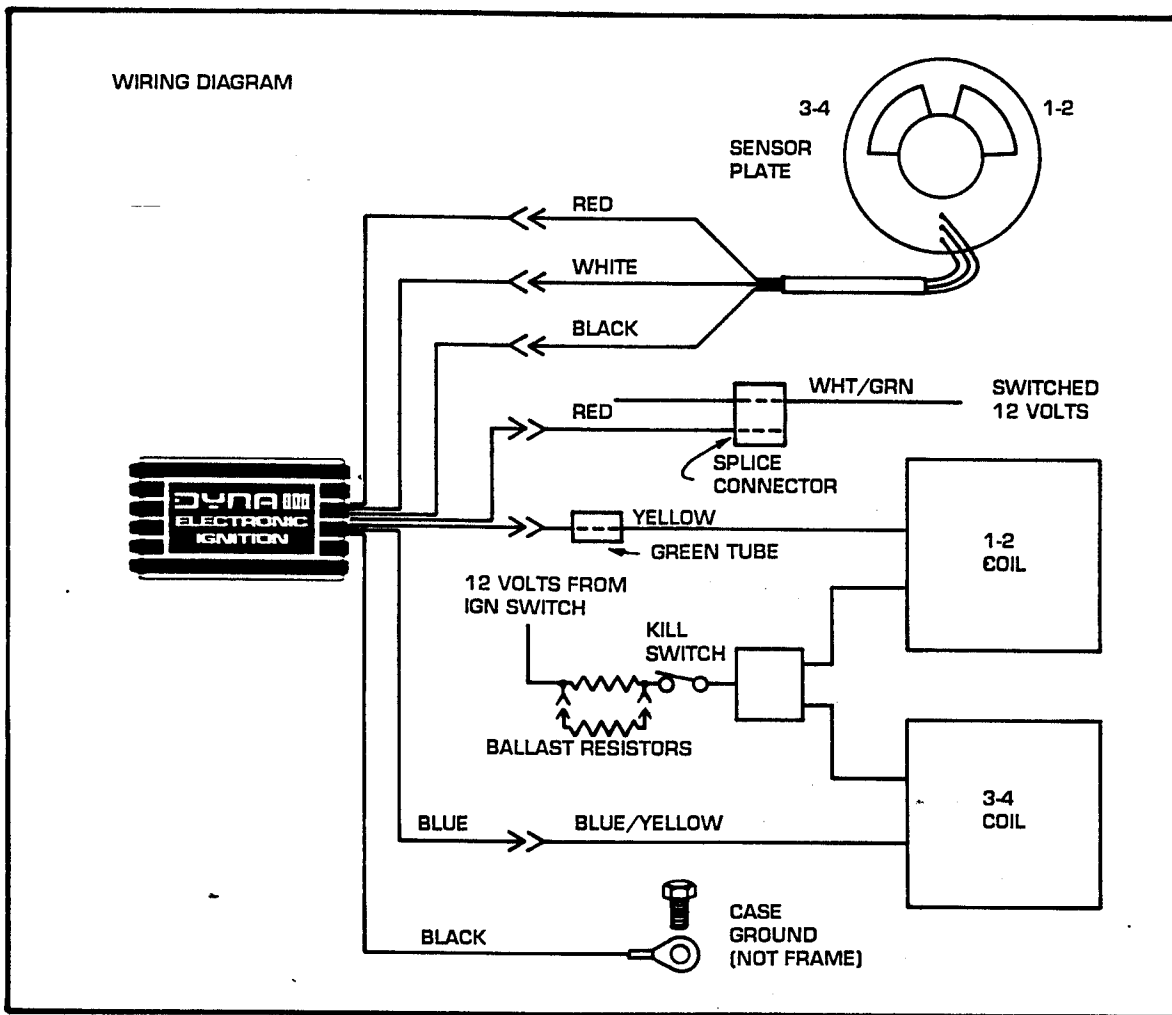 WIRING DIAGRAM
3-4
1-2
SENSOR
PLATE
RED
WHITE
BLACK
WHT/GRN
SWITCHED
12 VOLTS
RED
SPLICE
CONNECTOR
DYNA III
ELECTRONIC
IGNITION
YELLOW
GREEN TUBE
1-2
COIL
12 VOLTS FROM
IGN SWITCH
KILL
SWITCH
BALLAST RESISTORS
3-4
COIL
BLUE
BLUE/YELLOW
BLACK
CASE
GROUND
(NOT FRAME)